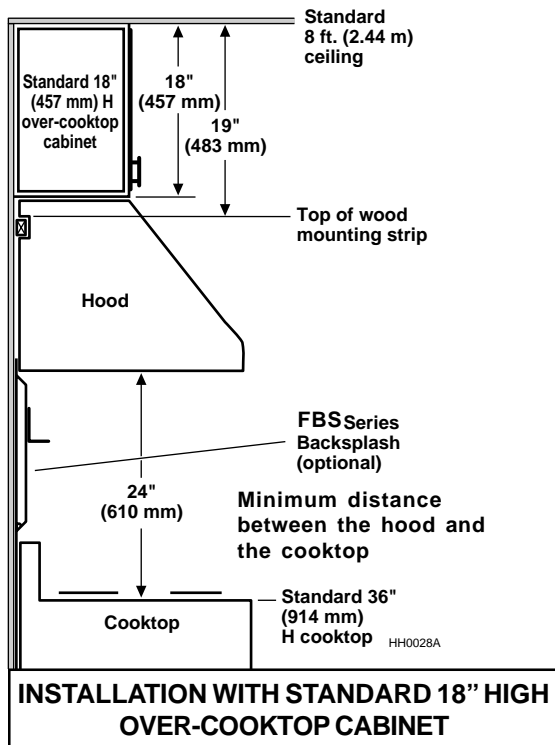 Standard
8 ft. (2.44 m)
ceiling
Standard 18"
(457 mm) H
over-cooktop
cabinet
18"
(457 mm)
19"
(483 mm)
Top of wood
mounting strip
Hood
FBS Series
Backsplash
(optional)
24"
(610 mm)
Minimum distance
between the hood and
the cooktop
Cooktop
Standard 36"
(914 mm)
H cooktop
HH0028A
INSTALLATION WITH STANDARD 18” HIGH
OVER-COOKTOP CABINET